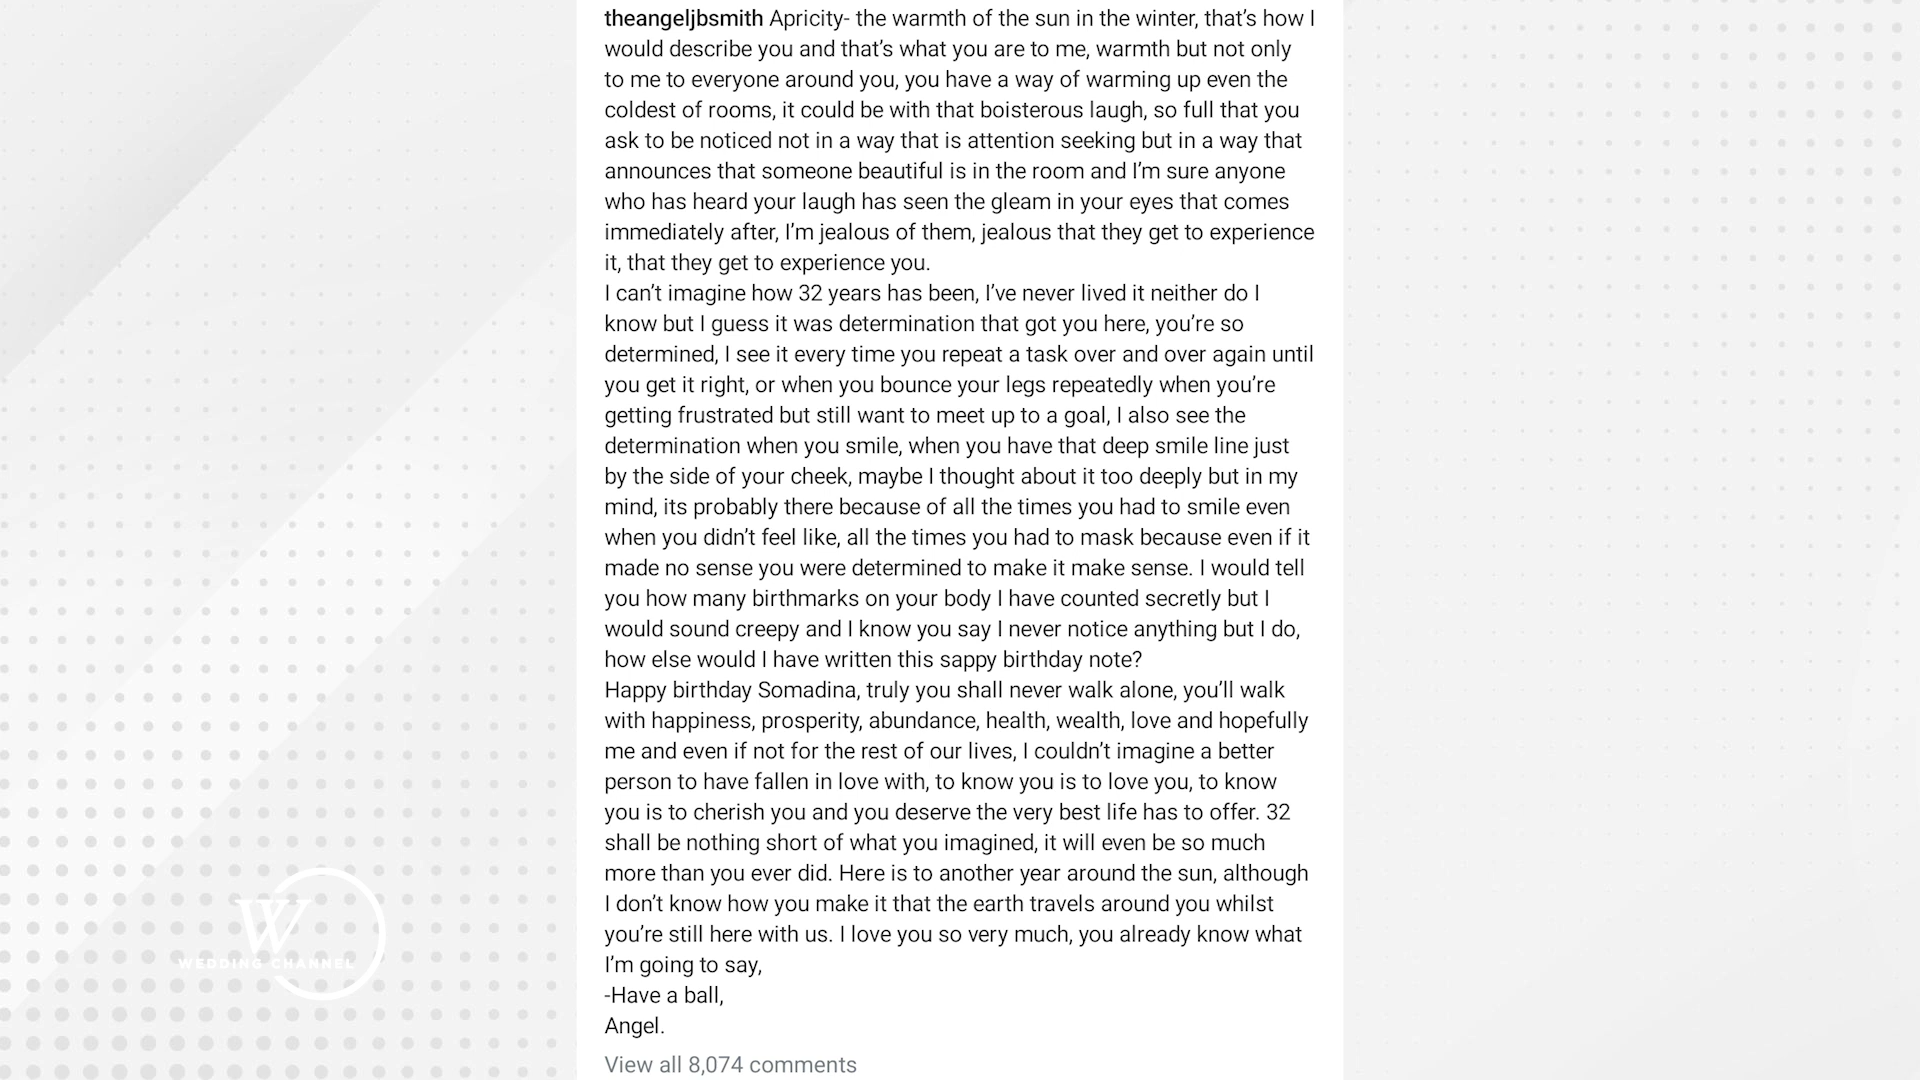 theangeljbsmith Apricity- the warmth of the sun in the winter, that’s how I
would describe you and that’s what you are to me, warmth but not only
to me to everyone around you, you have a way of warming up even the
coldest of rooms, it could be with that boisterous laugh, so full that you
ask to be noticed not in a way that is attention seeking but in a way that
announces that someone beautiful is in the room and I’m sure anyone
who has heard your laugh has seen the gleam in your eyes that comes
immediately after, I’m jealous of them, jealous that they get to experience
it, that they get to experience you.
I can’t imagine how 32 years has been, I’ve never lived it neither do I
know but I guess it was determination that got you here, you’re so
determined, I see it every time you repeat a task over and over again until
you get it right, or when you bounce your legs repeatedly when you’re
getting frustrated but still want to meet up to a goal, I also see the
determination when you smile, when you have that deep smile line just
by the side of your cheek, maybe I thought about it too deeply but in my
mind, its probably there because of all the times you had to smile even
when you didn’t feel like, all the times you had to mask because even if it
made no sense you were determined to make it make sense. I would tell
you how many birthmarks on your body I have counted secretly but I
would sound creepy and I know you say I never notice anything but I do,
how else would I have written this sappy birthday note?
Happy birthday Somadina, truly you shall never walk alone, you’ll walk
with happiness, prosperity, abundance, health, wealth, love and hopefully
me and even if not for the rest of our lives, I couldn’t imagine a better
person to have fallen in love with, to know you is to love you, to know
you is to cherish you and you deserve the very best life has to offer. 32
shall be nothing short of what you imagined, it will even be so much
more than you ever did. Here is to another year around the sun, although
I don’t know how you make it that the earth travels around you whilst
you’re still here with us. I love you so very much, you already know what
I’m going to say,
-Have a ball,
Angel.
View all 8,074 comments
W
WEDDING CHANNEL